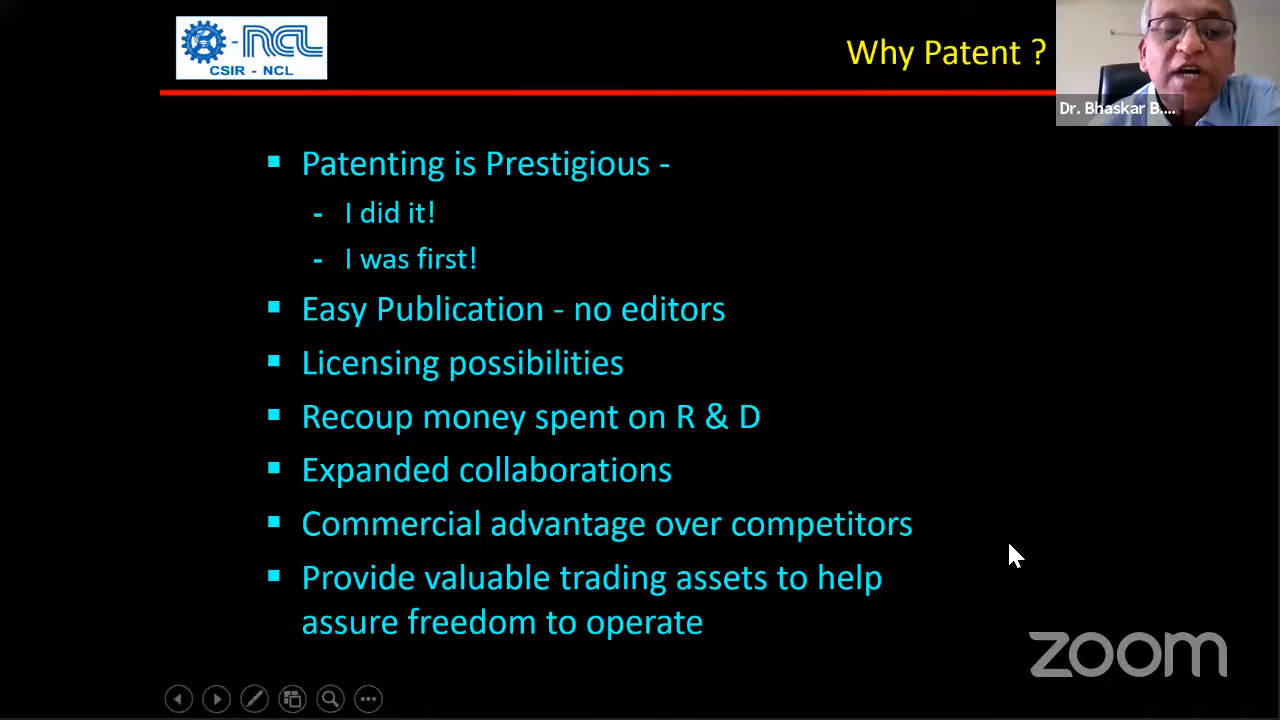 NCL
CSIR - NCL
Why Patent ?
Dr. Bhaskar B....
▪ Patenting is Prestigious -
- I did it!
- I was first!
▪ Easy Publication - no editors
▪ Licensing possibilities
▪ Recoup money spent on R & D
▪ Expanded collaborations
▪ Commercial advantage over competitors
▪ Provide valuable trading assets to help
assure freedom to operate
zoom